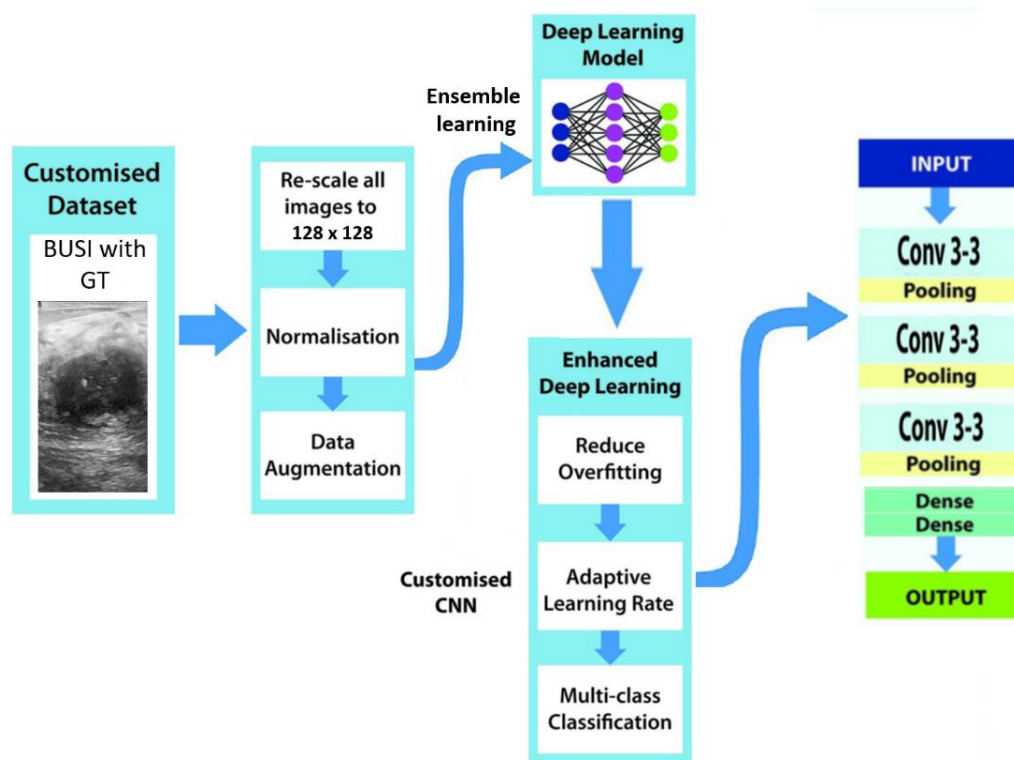 Customised
Dataset
BUSI with
GT
Re-scale all
images to
128 x 128
Normalisation
Data
Augmentation
Ensemble
learning
Deep Learning
Model
Enhanced
Deep Learning
Reduce
Overfitting
Customised
CNN
Adaptive
Learning Rate
Multi-class
Classification
INPUT
Conv 3-3
Pooling
Conv 3-3
Pooling
Conv 3-3
Pooling
Dense
Dense
OUTPUT